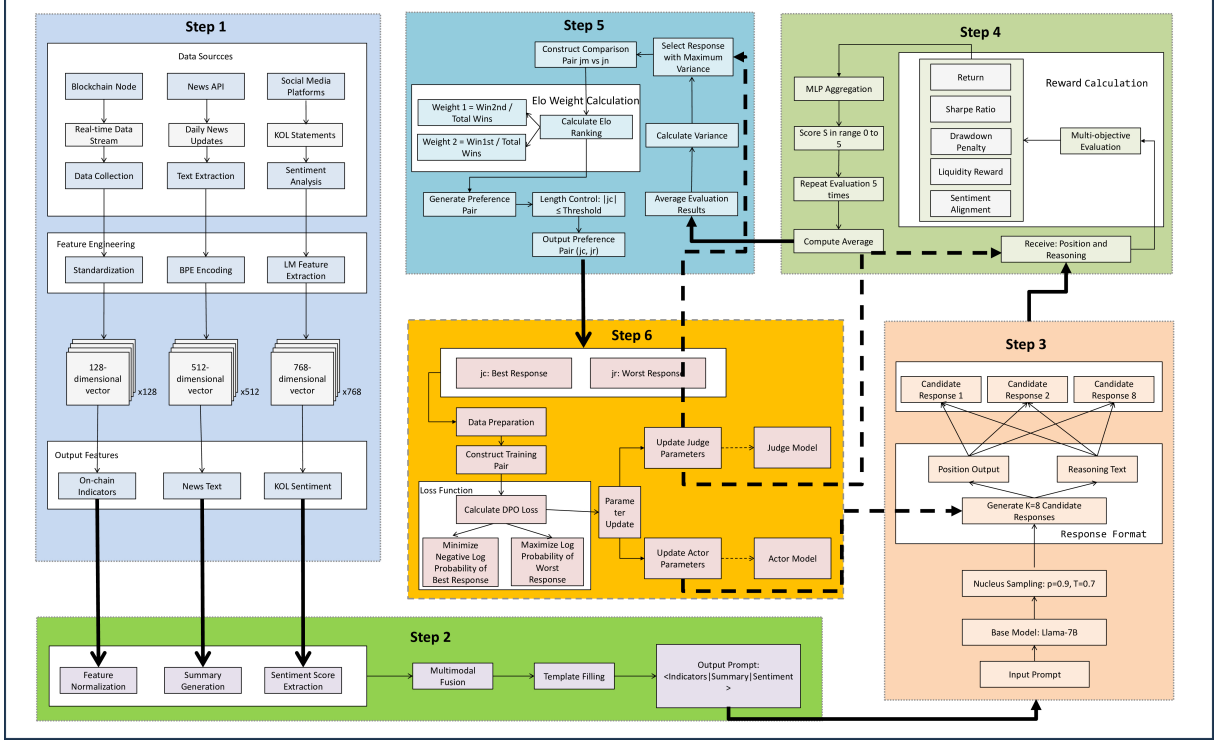 Step 1
Data Sourcces
Blockchain Node
News API
Social Media
Platforms
Real-time Data
Stream
Daily News
Updates
KOL Statements
Data Collection
Text Extraction
Sentiment
Analysis
Feature Engineering
Standardization
BPE Encoding
LM Feature
Extraction
128-
dimensional
vector
x128
512-
dimensional
vector
x512
768-
dimensional
vector
x768
Output Features
On-chain
Indicators
News Text
KOL Sentiment
Step 2
Feature
Normalization
Summary
Generation
Sentiment Score
Extraction
Multimodal
Fusion
Template Filling
Output Prompt:
<Indicators|Summary|Sentiment
>
Step 3
Candidate
Response 1
Candidate
Response 2
Candidate
Response 8
Position Output
Reasoning Text
Generate K=8 Candidate
Responses
Response Format
Nucleus Sampling: p=0.9, T=0.7
Base Model: Llama-7B
Input Prompt
Step 4
MLP Aggregation
Score S in range 0 to
5
Repeat Evaluation 5
times
Compute Average
Return
Sharpe Ratio
Drawdown
Penalty
Liquidity Reward
Sentiment
Alignment
Reward Calculation
Multi-objective
Evaluation
Receive: Position and
Reasoning
Step 5
Construct Comparison
Pair jm vs jn
Select Response
with Maximum
Variance
Elo Weight Calculation
Weight 1 = Win2nd /
Total Wins
Weight 2 = Win1st / Total
Wins
Calculate Elo
Ranking
Calculate Variance
Generate Preference
Pair
Length Control: |jc|
≤ Threshold
Average Evaluation
Results
Output Preference
Pair (jc, jr)
Step 6
jc: Best Response
jr: Worst Response
Data Preparation
Construct Training
Pair
Loss Function
Calculate DPO Loss
Minimize
Negative Log
Probability of
Best Response
Maximize Log
Probability of
Worst
Response
Parame
ter
Update
Update Judge
Parameters
Judge Model
Update Actor
Parameters
Actor Model